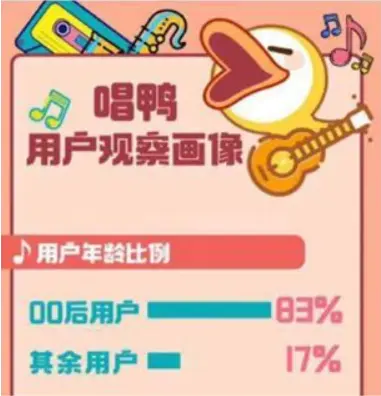 唱鸭
用户观察画像
用户年龄比例
00后用户 83%
其余用户 17%